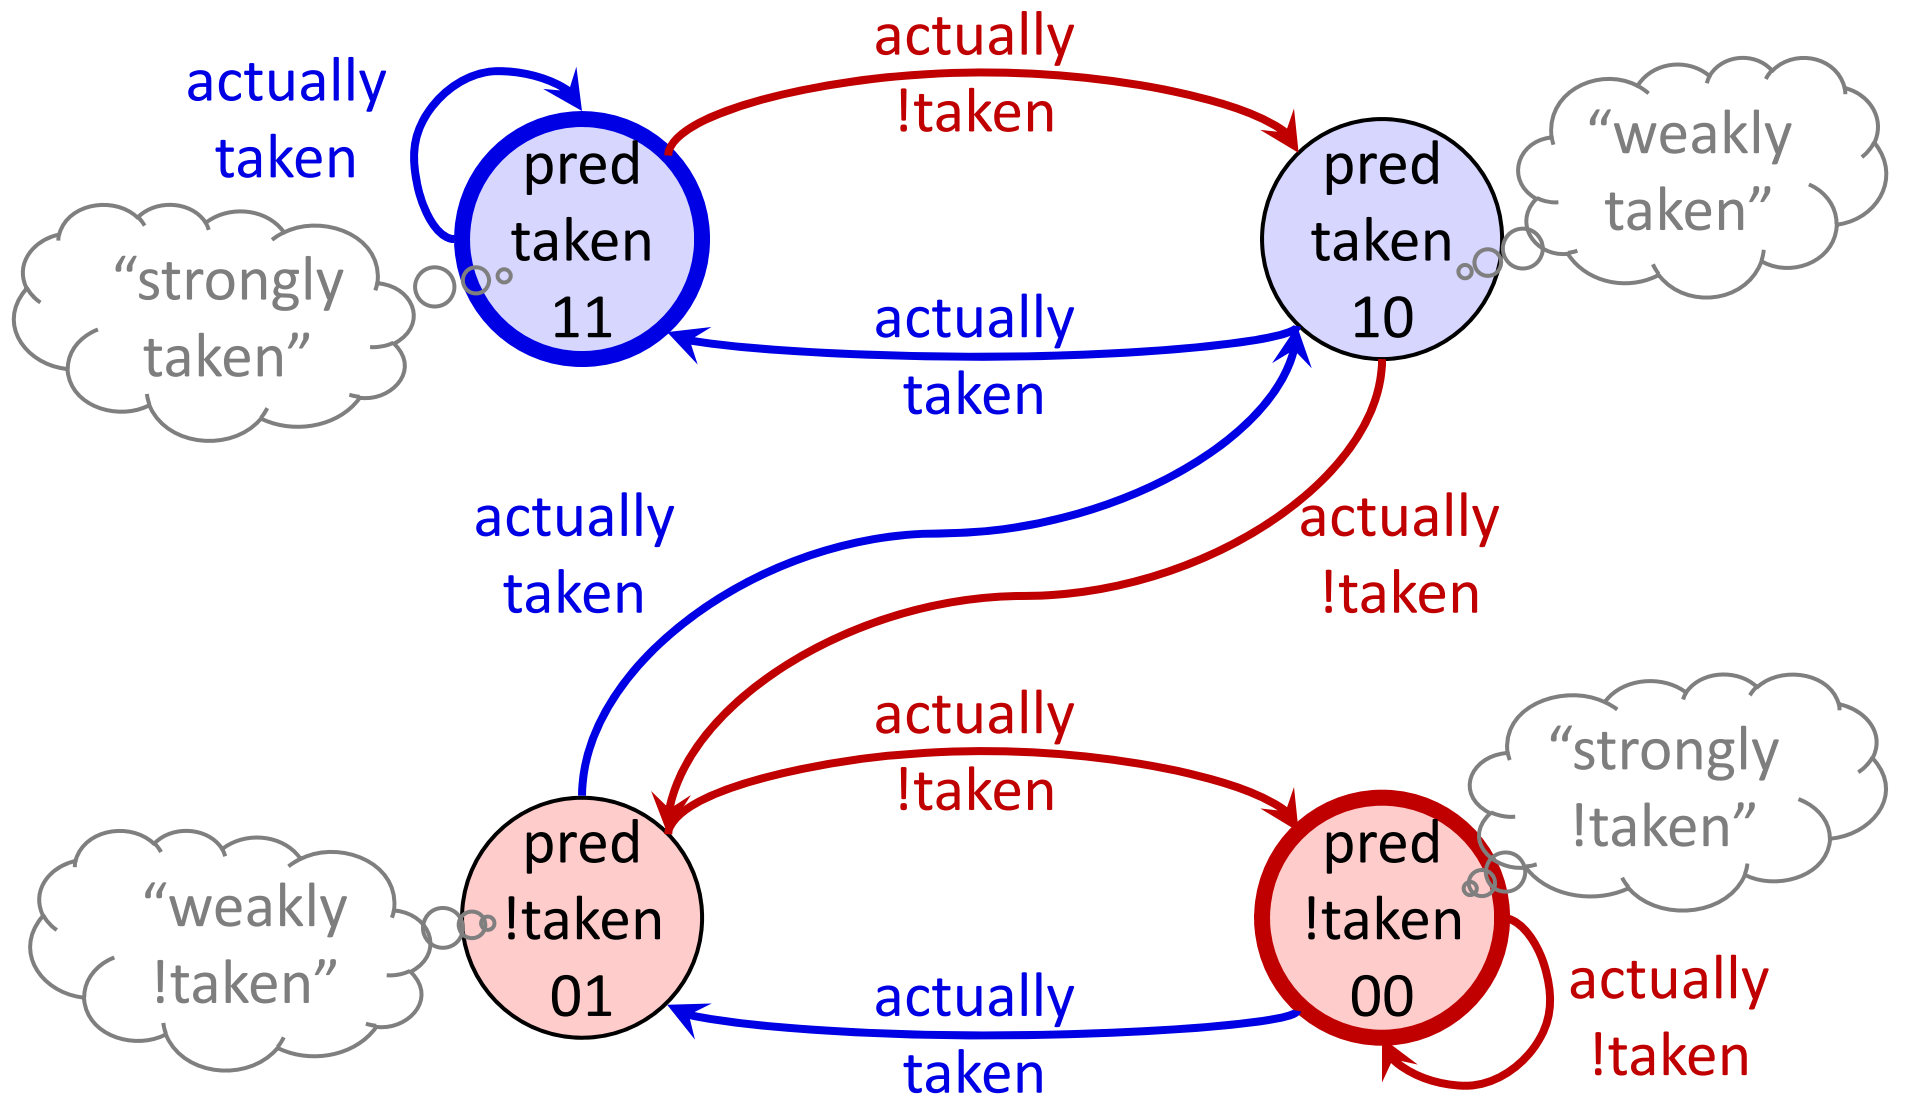 actually
!taken
actually
taken
pred
taken
11
pred
taken
10
“weakly
taken”
“strongly
taken”
actually
taken
actually
taken
actually
!taken
actually
!taken
“strongly
!taken”
pred
!taken
01
pred
!taken
00
“weakly
!taken”
actually
taken
actually
!taken